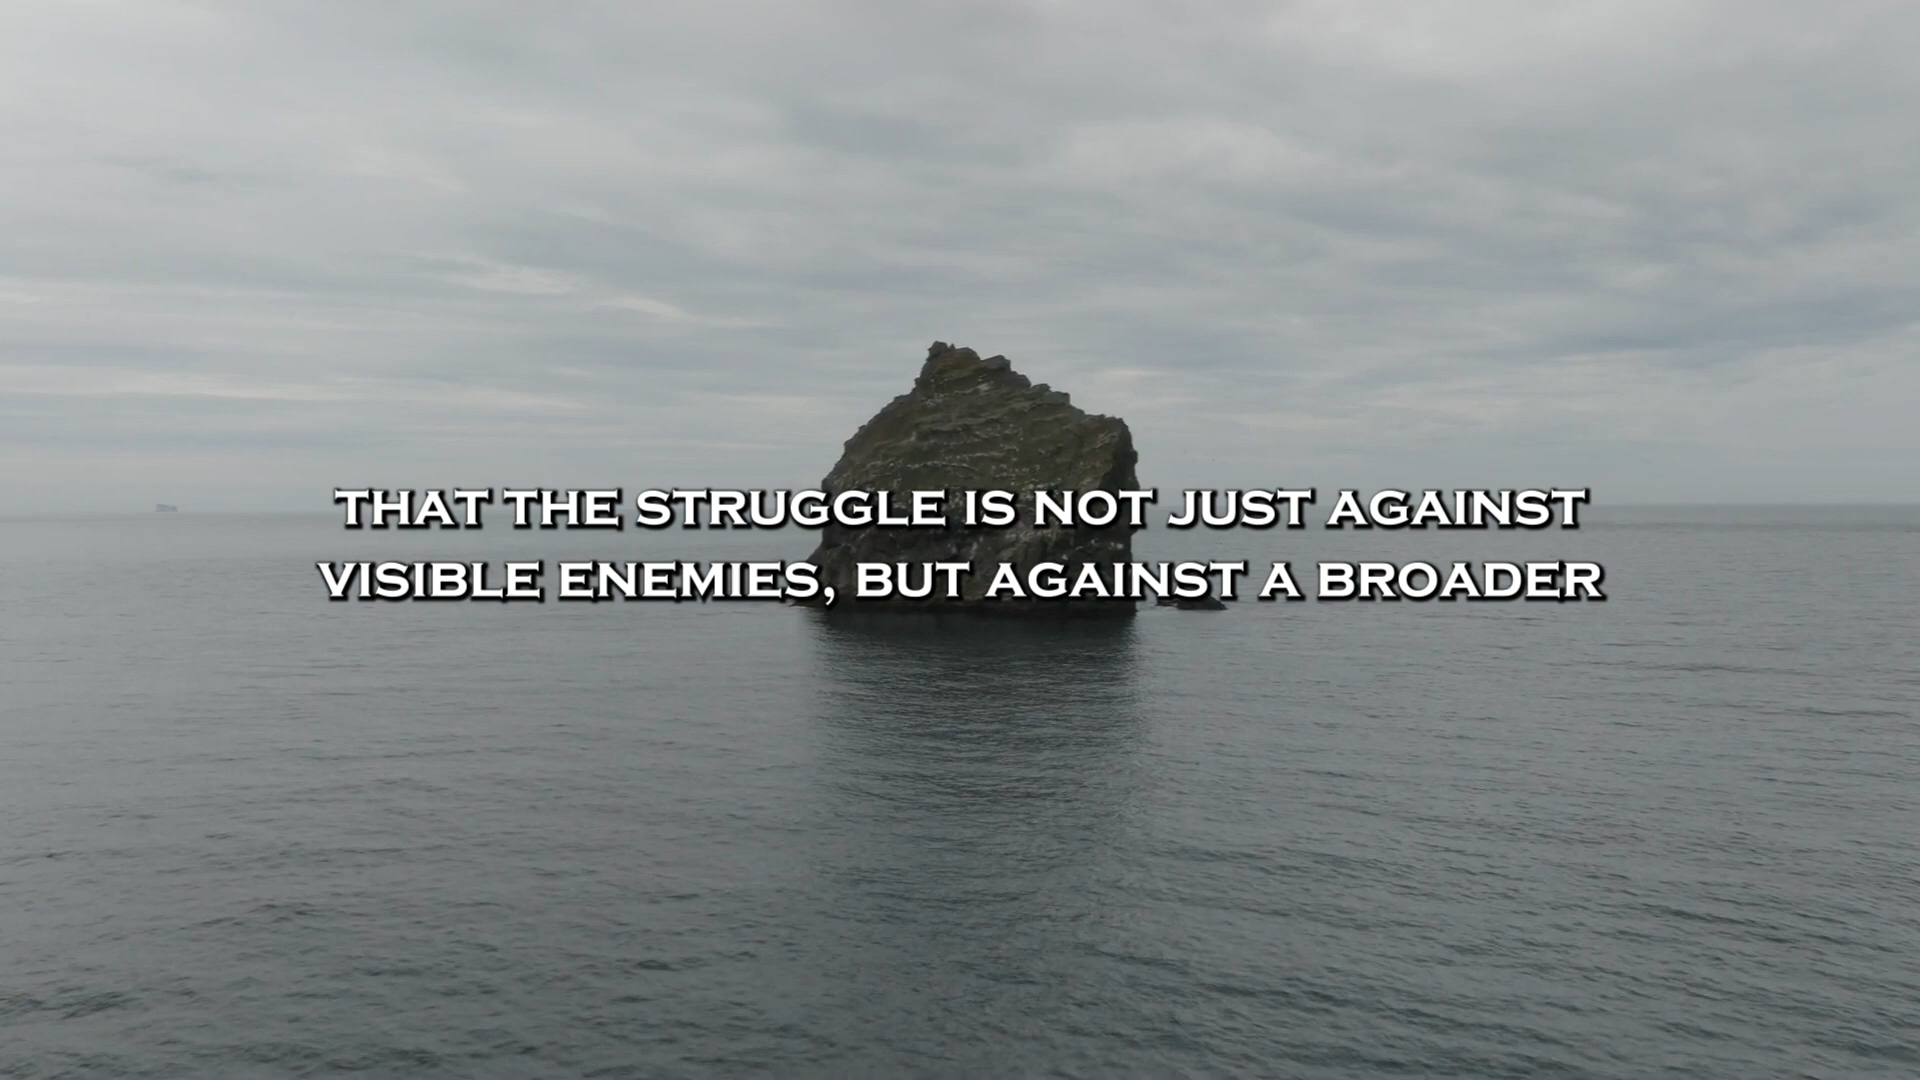 THAT THE STRUGGLE IS NOT JUST AGAINST
VISIBLE ENEMIES, BUT AGAINST A BROADER